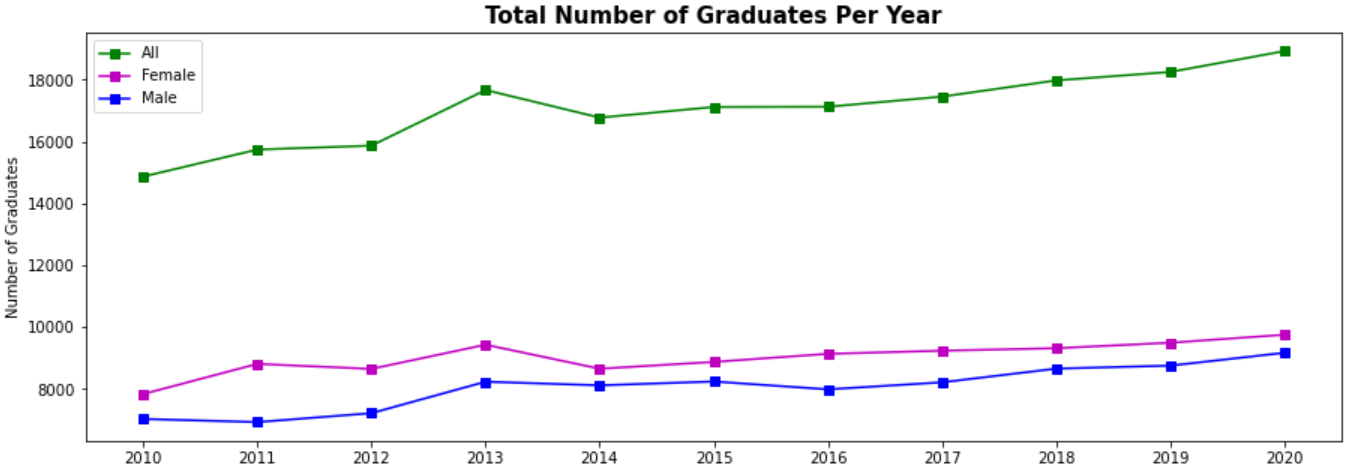 Total Number of Graduates Per Year
All
Female
Male
18000
16000
14000
12000
10000
8000
Number of Graduates
2010 2011 2012 2013 2014 2015 2016 2017 2018 2019 2020